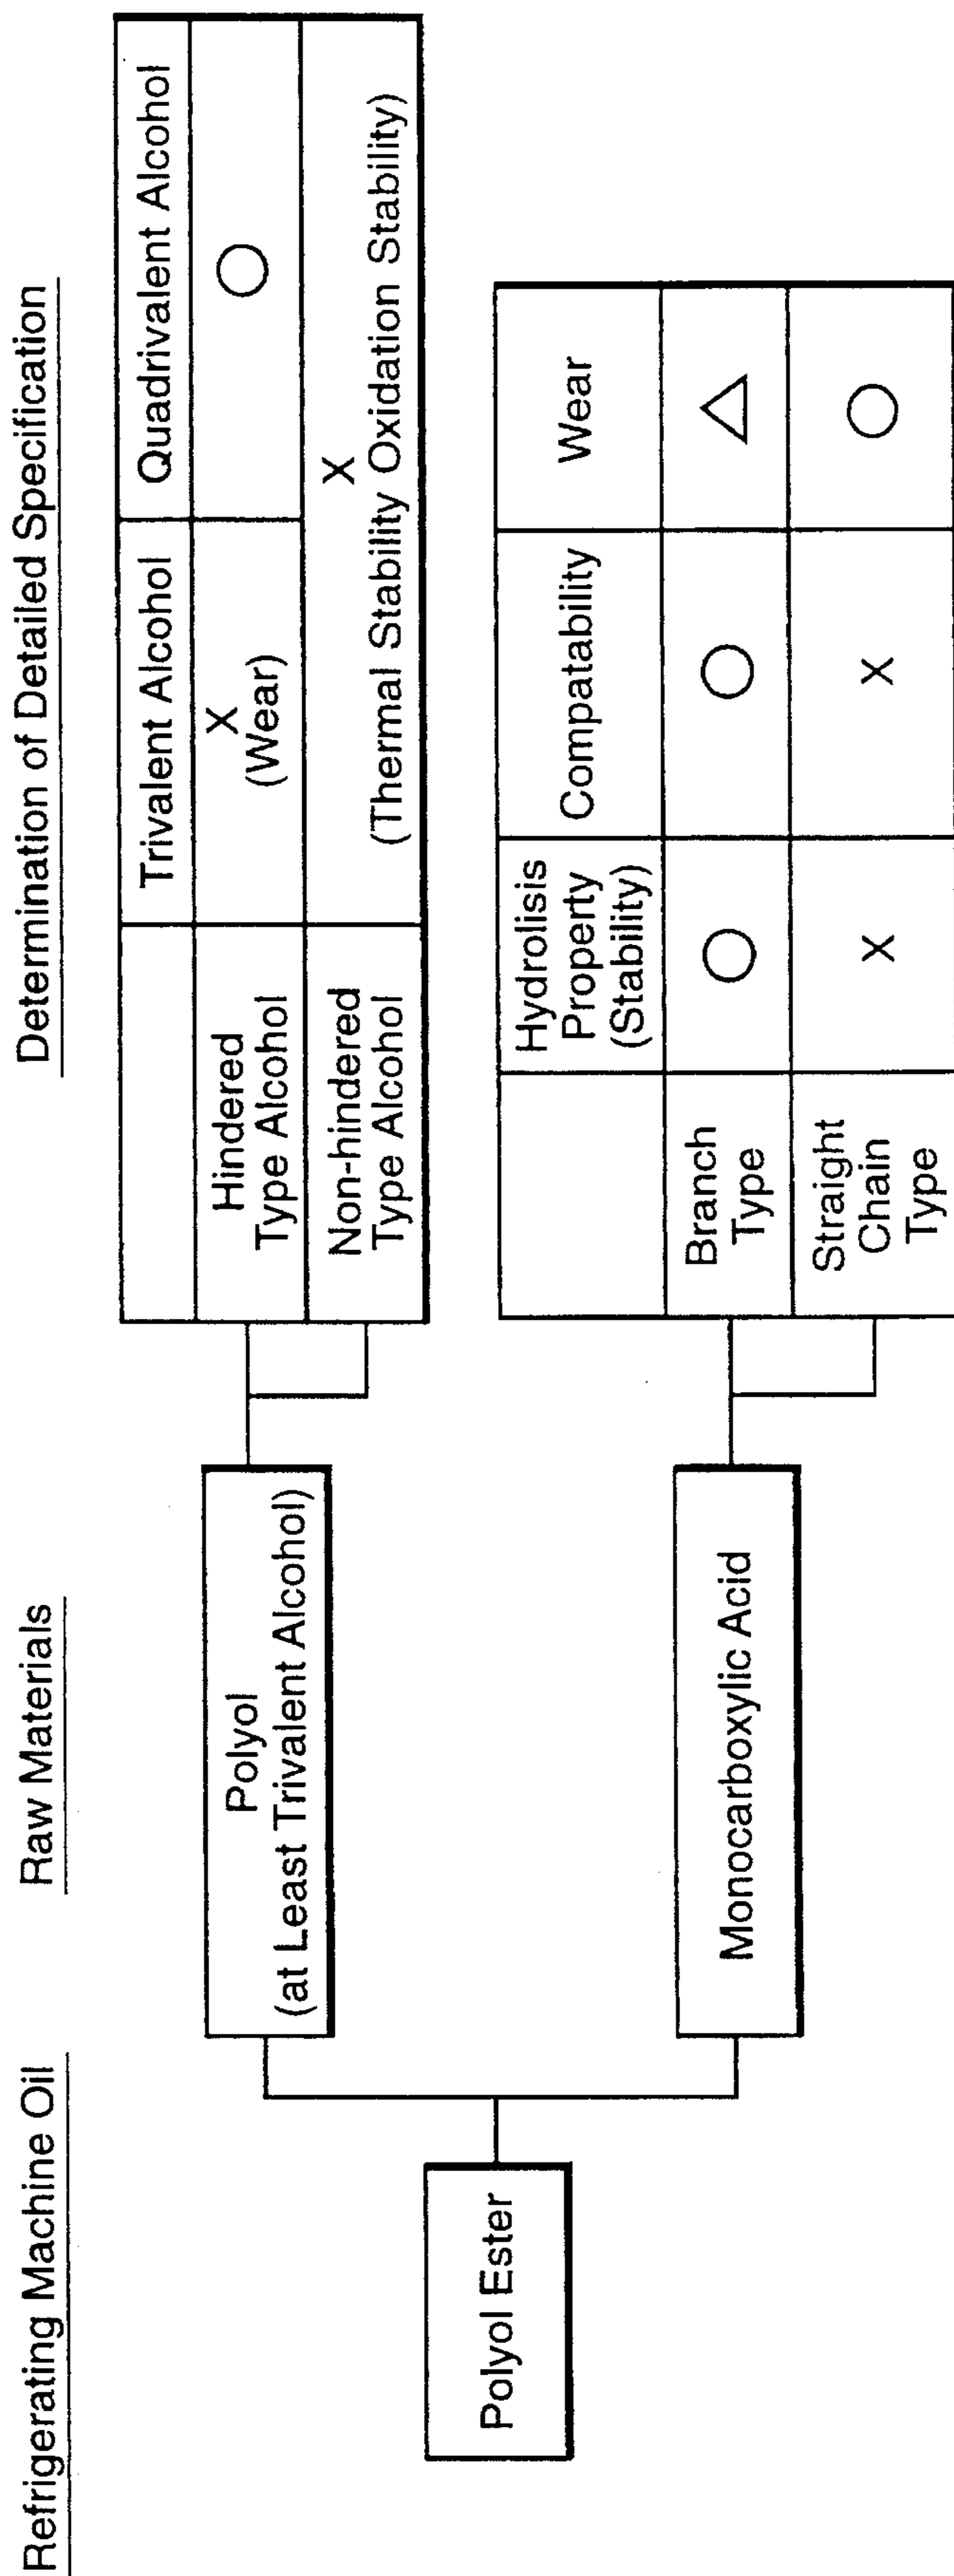 Refrigerating Machine Oil
Raw Materials
Determination of Detailed Specification
Polyol Ester
Polyol
(at Least Trivalent Alcohol)
Monocarboxylic Acid
Trivalent Alcohol
Quadrivalent Alcohol
Hindered
Type Alcohol
X
(Wear)
○
Non-hindered
Type Alcohol
X
(Thermal Stability Oxidation Stability)
Hydrolisis
Property
(Stability)
Compatability
Wear
Branch
Type
○
○
△
Straight
Chain
Type
X
X
○